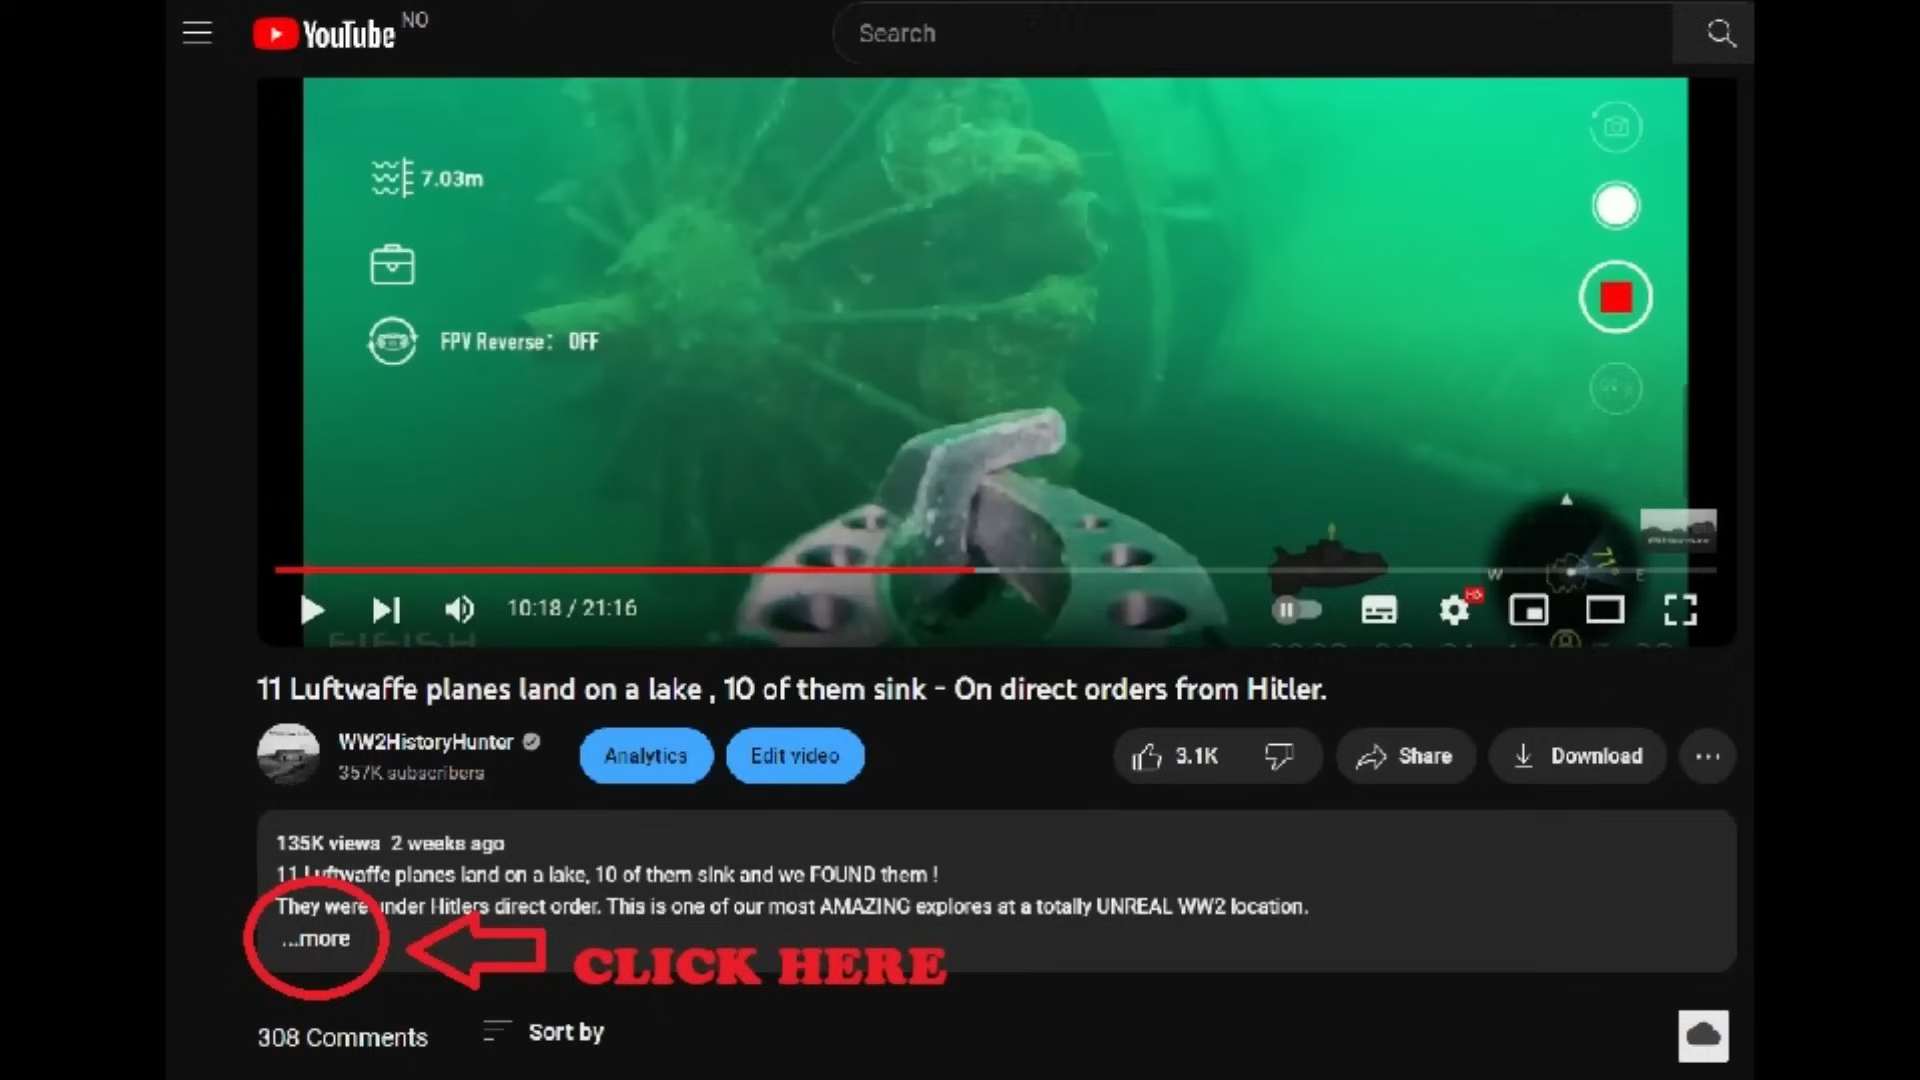 YouTube NO
Search
7.03m
FPV Reverse: OFF
W
E
HD
10:18 / 21:16
11 Luftwaffe planes land on a lake , 10 of them sink - On direct orders from Hitler.
WW2HistoryHunter
357K subscribers
Analytics
Edit video
3.1K
Share
Download
135K views 2 weeks ago
11 Luftwaffe planes land on a lake, 10 of them sink and we FOUND them !
They were under Hitlers direct order. This is one of our most AMAZING explores at a totally UNREAL WW2 location.
...more
CLICK HERE
308 Comments
Sort by